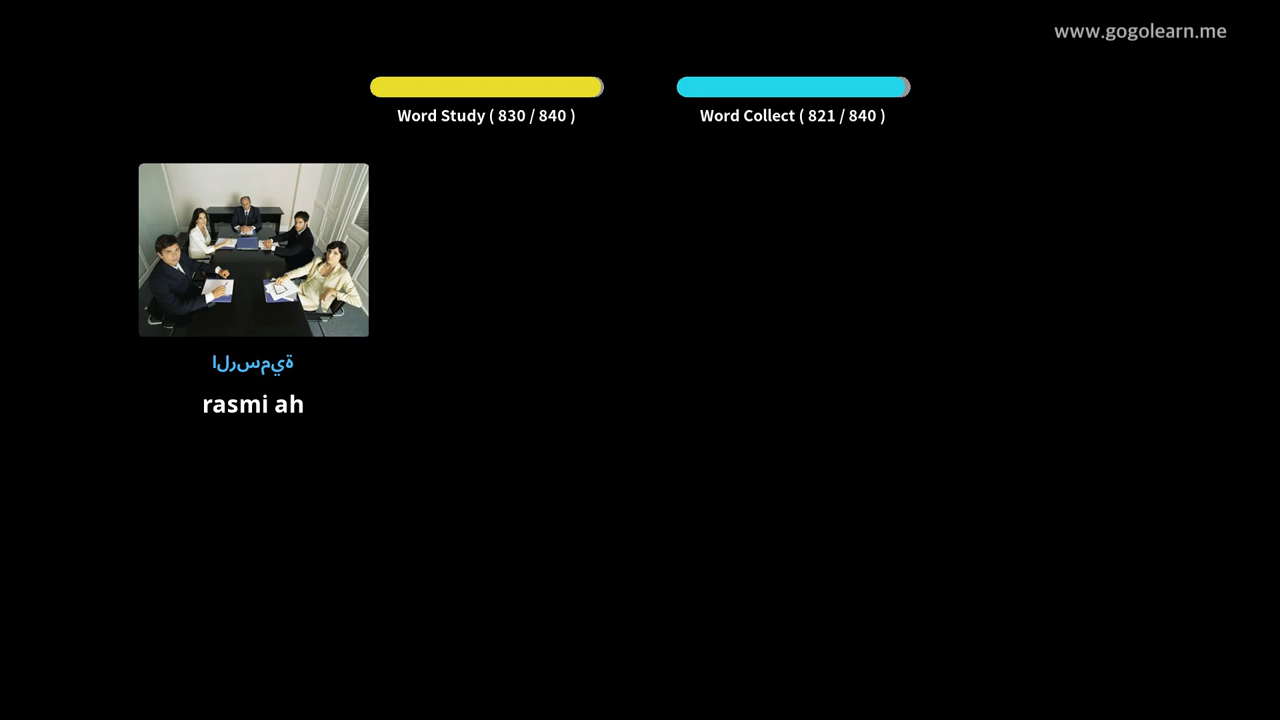 www.gogolearn.me
Word Study ( 830 / 840 )
Word Collect ( 821 / 840 )
الرسمية
rasmi ah